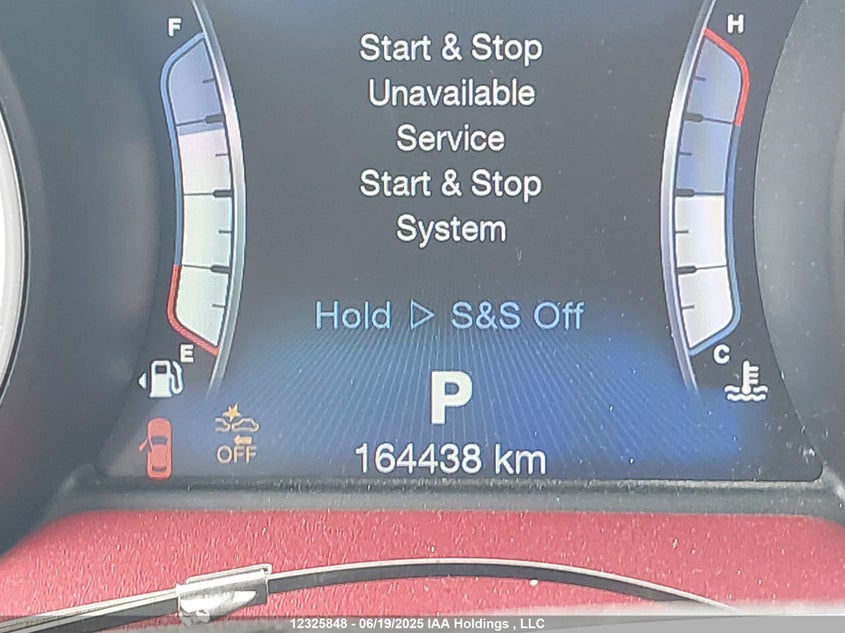 F
H
Start & Stop
Unavailable
Service
Start & Stop
System
Hold ▷ S&S Off
E
C
P
OFF
164438 km
12325848 - 06/19/2025 IAA Holdings , LLC